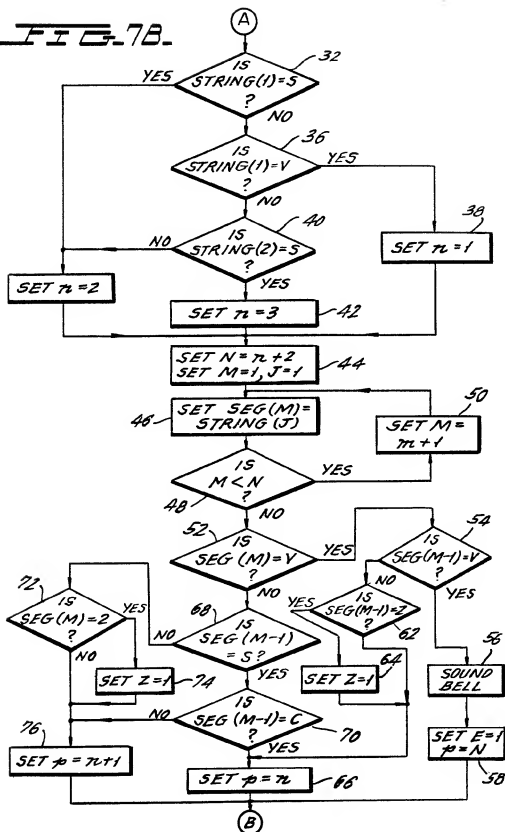 FIG. 7B.
A
32
IS
STRING(1)=S
?
YES
NO
36
IS
STRING(1)=V
?
YES
NO
40
IS
STRING(2)=S
?
NO
YES
38
SET n=1
SET n=2
SET n=3
42
SET N=n+2
SET M=1, J=1
44
46
SET SEG(M)=
STRING(J)
50
SET M=
m+1
48
IS
M<N
?
YES
NO
52
IS
SEG(M)=V
?
YES
NO
54
IS
SEG(M-1)=V
?
NO
YES
72
IS
SEG(M)=2
?
YES
NO
68
IS
SEG(M-1)
=S?
NO
YES
YES
IS
SEG(M-1)=Z
?
62
SET Z=1
74
SET Z=1
64
56
SOUND
BELL
IS
SEG(M-1)=C
?
NO
YES
70
76
SET p=n+1
SET p=n
66
SET E=1
p=N
58
B